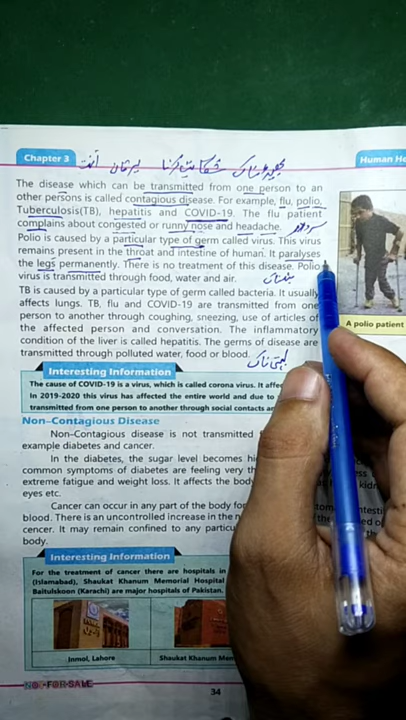 Chapter 3
Human He
The disease which can be transmitted from one person to an
other persons is called contagious disease. For example, flu, polio,
Tuberculosis(TB), hepatitis and COVID-19. The flu patient
complains about congested or runny nose and headache.
Polio is caused by a particular type of germ called virus. This virus
remains present in the throat and intestine of human. It paralyses
the legs permanently. There is no treatment of this disease. Polio
virus is transmitted through food, water and air.
TB is caused by a particular type of germ called bacteria. It usually
affects lungs. TB, flu and COVID-19 are transmitted from one
person to another through coughing, sneezing, use of articles of
the affected person and conversation. The inflammatory
condition of the liver is called hepatitis. The germs of disease are
transmitted through polluted water, food or blood.
A polio patient
Interesting Information
The cause of COVID-19 is a virus, which is called corona virus. It affe
In 2019-2020 this virus has affected the entire world and due to
transmitted from one person to another through social contacts a
Non–Contagious Disease
Non–Contagious disease is not transmitted
example diabetes and cancer.
In the diabetes, the sugar level becomes hi
common symptoms of diabetes are feeling very th
extreme fatigue and weight loss. It affects the body
eyes etc.
Cancer can occur in any part of the body for
blood. There is an uncontrolled increase in the n
cancer. It may remain confined to any particu
body.
Interesting Information
For the treatment of cancer there are hospitals in
(Islamabad), Shaukat Khanum Memorial Hospital
Baitulskoon (Karachi) are major hospitals of Pakistan.
Inmol, Lahore
Shaukat Khanum Mem
NOT FOR SALE
34